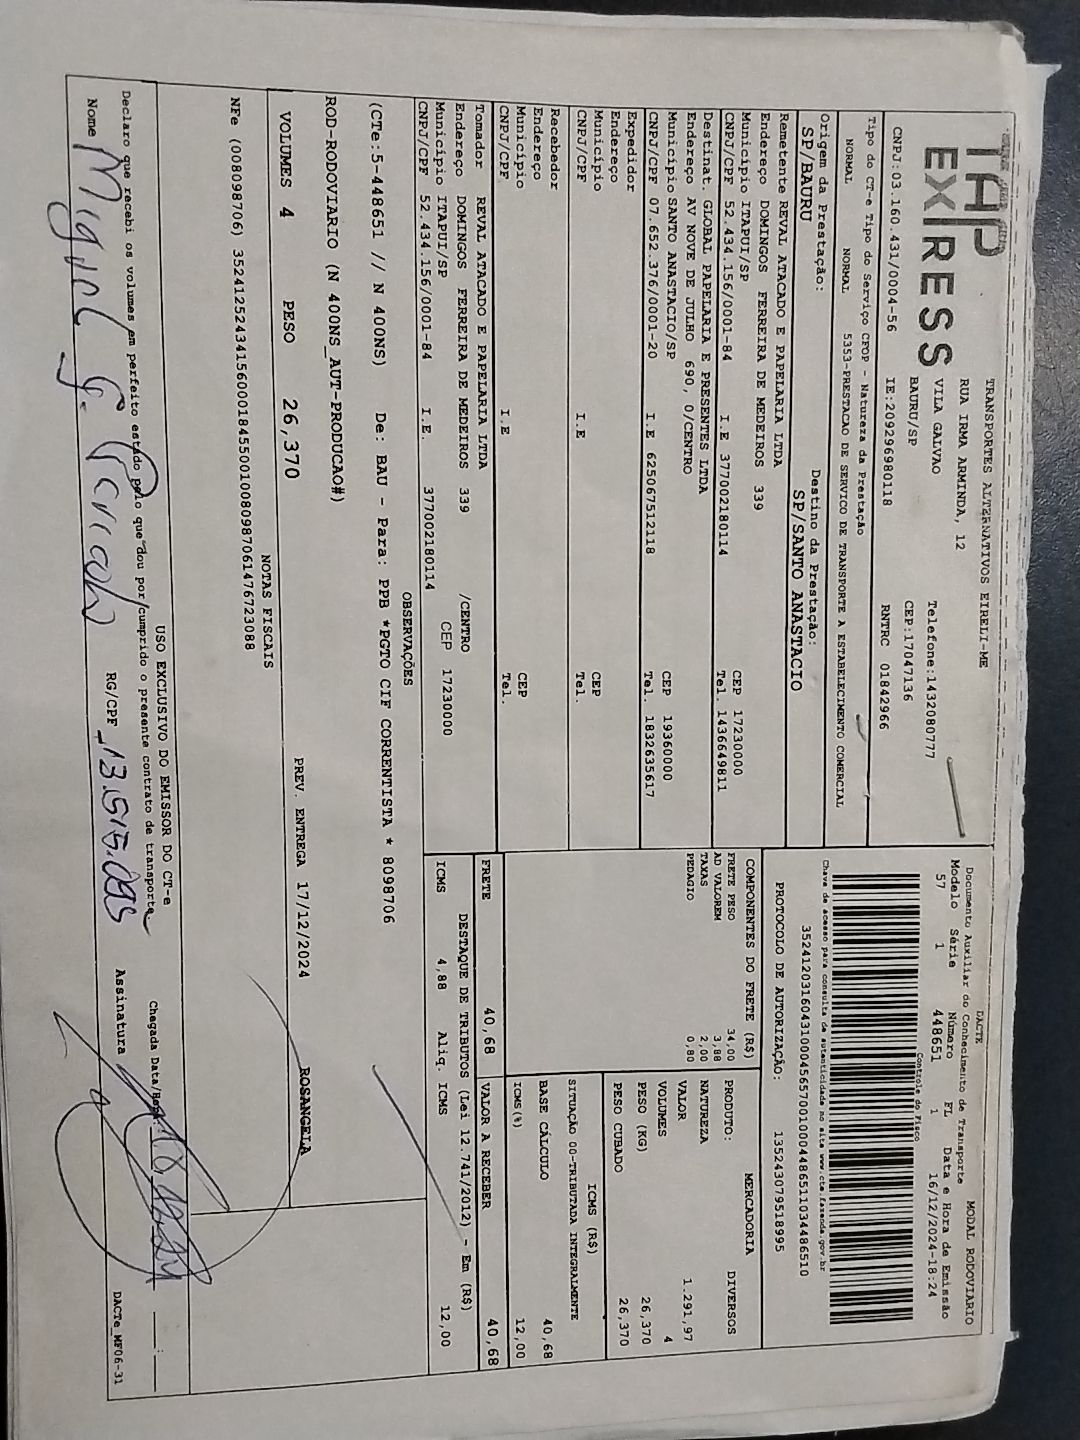 TAP
EXPRESS
TRANSPORTES ALTERNATIVOS EIRELI-ME
RUA IRMA ARMINDA, 12
VILA GALVAO
BAURU/SP
Telefone:1432080777
CEP:17047136
CNPJ:03.160.431/0004-56 IE:209296980118 RNTRC 01842966
Tipo do CT-e Tipo do Serviço CFOP - Natureza da Prestação
NORMAL NORMAL 5353-PRESTACAO DE SERVICO DE TRANSPORTE A ESTABELECIMENTO COMERCIAL
Origem da Prestação: Destino da Prestação:
SP/BAURU SP/SANTO ANASTACIO
Remetente REVAL ATACADO E PAPELARIA LTDA
Endereço DOMINGOS FERREIRA DE MEDEIROS 339
Município ITAPUI/SP CEP 17230000
CNPJ/CPF 52.434.156/0001-84 I.E 377002180114 Tel. 1436649811
Destinat. GLOBAL PAPELARIA E PRESENTES LTDA
Endereço AV NOVE DE JULHO 690, 0/CENTRO
Município SANTO ANASTACIO/SP CEP 19360000
CNPJ/CPF 07.652.376/0001-20 I.E 625067512118 Tel. 1832635617
Expedidor
Endereço
Município CEP
CNPJ/CPF I.E Tel.
Recebedor
Endereço
Município CEP
CNPJ/CPF I.E Tel.
Tomador REVAL ATACADO E PAPELARIA LTDA
Endereço DOMINGOS FERREIRA DE MEDEIROS 339 /CENTRO
Município ITAPUI/SP CEP 17230000
CNPJ/CPF 52.434.156/0001-84 I.E. 377002180114
DACTE MODAL RODOVIARIO
Documento Auxiliar do Conhecimento de Transporte
Modelo Série Número FL Data e Hora de Emissão
57 1 448651 1 16/12/2024-18:24
Controle do Fisco
35241203160431000456570010004486511034486510
Chave de acesso para consulta de autenticidade no site www.cte.fazenda.gov.br
PROTOCOLO DE AUTORIZAÇÃO: 135243079518995
COMPONENTES DO FRETE (R$)
FRETE PESO 34,00
AD VALOREM 3,88
TAXAS 2,00
PEDAGIO 0,80
MERCADORIA
PRODUTO: DIVERSOS
NATUREZA
VALOR 1.291,97
VOLUMES 4
PESO (KG) 26,370
PESO CUBADO 26,370
ICMS (R$)
SITUAÇÃO 00-TRIBUTADA INTEGRALMENTE
BASE CÁLCULO 40,68
ICMS(%) 12,00
FRETE 40,68 VALOR A RECEBER 40,68
DESTAQUE DE TRIBUTOS (Lei 12.741/2012) - Em (R$)
ICMS 4,88 Aliq. ICMS 12,00
OBSERVAÇÕES
(CTe:5-448651 // N 400NS) De: BAU - Para: PPB *PGTO CIF CORRENTISTA * 8098706
ROD-RODOVIARIO (N 400NS_AUT-PRODUCAO#)
VOLUMES 4 PESO 26,370 PREV. ENTREGA 17/12/2024 ROSANGELA
NOTAS FISCAIS
NFe (008098706) 35241252434156000184550010080987061476723088
USO EXCLUSIVO DO EMISSOR DO CT-e
Declaro que recebi os volumes em perfeito estado pelo que dou por cumprido o presente contrato de transporte. Chegada Data/Hora
Nome Miguel RG/CPF 13.515.095 Assinatura
DACTe_MF06-31